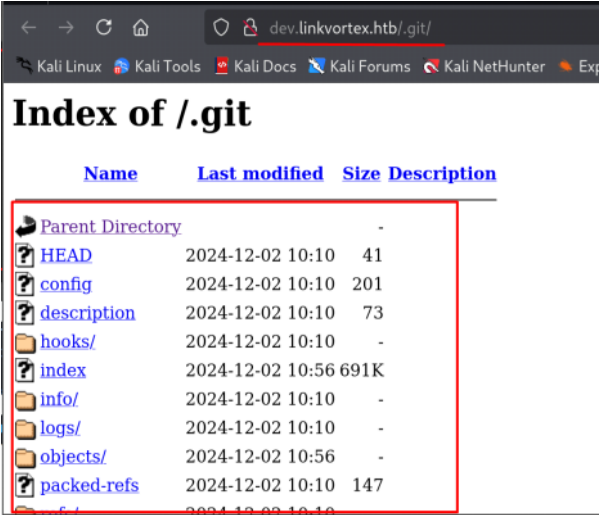 dev.linkvortex.htb/.git/
Kali Linux Kali Tools Kali Docs Kali Forums Kali NetHunter Exp
Index of /.git
Name Last modified Size Description
Parent Directory -
HEAD 2024-12-02 10:10 41
config 2024-12-02 10:10 201
description 2024-12-02 10:10 73
hooks/ 2024-12-02 10:10 -
index 2024-12-02 10:56 691K
info/ 2024-12-02 10:10 -
logs/ 2024-12-02 10:10 -
objects/ 2024-12-02 10:56 -
packed-refs 2024-12-02 10:10 147